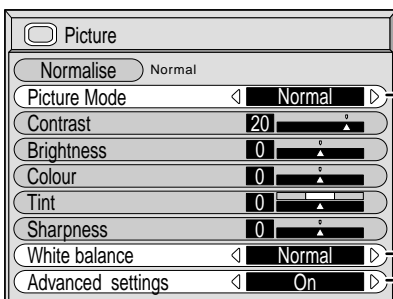 Picture
Normalise Normal
Picture Mode Normal
Contrast 20
Brightness 0
Colour 0
Tint 0
Sharpness 0
White balance Normal
Advanced settings On